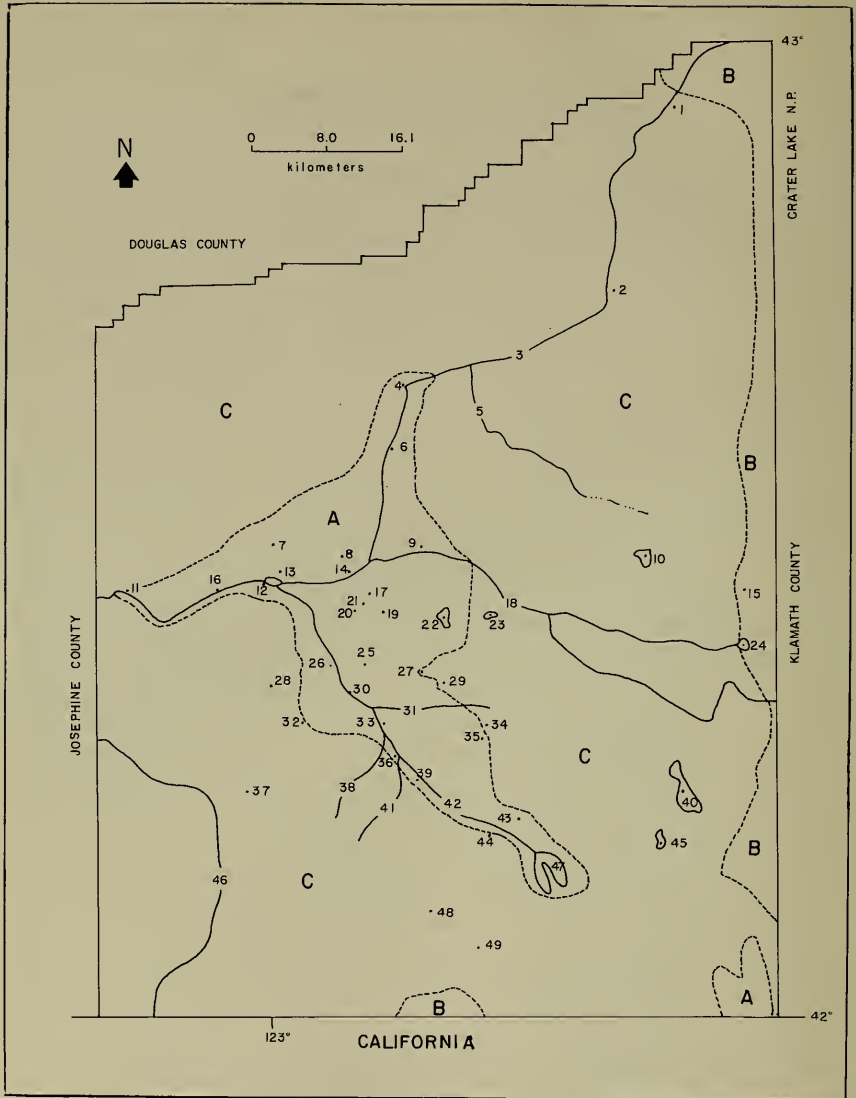 43°
B
1
CRATER LAKE N.P.
N
0 8.0 16.1
kilometers
DOUGLAS COUNTY
2
3
4
C
5
C
6
B
A
7
8
9
10
11
12
13
14
15
16
17
18
19
20
21
22
23
24
25
26
27
28
29
30
31
32
33
34
35
36
37
38
39
40
41
42
43
44
45
46
47
48
49
JOSEPHINE COUNTY
KLAMATH COUNTY
C
C
B
B
A
42°
123°
CALIFORNIA